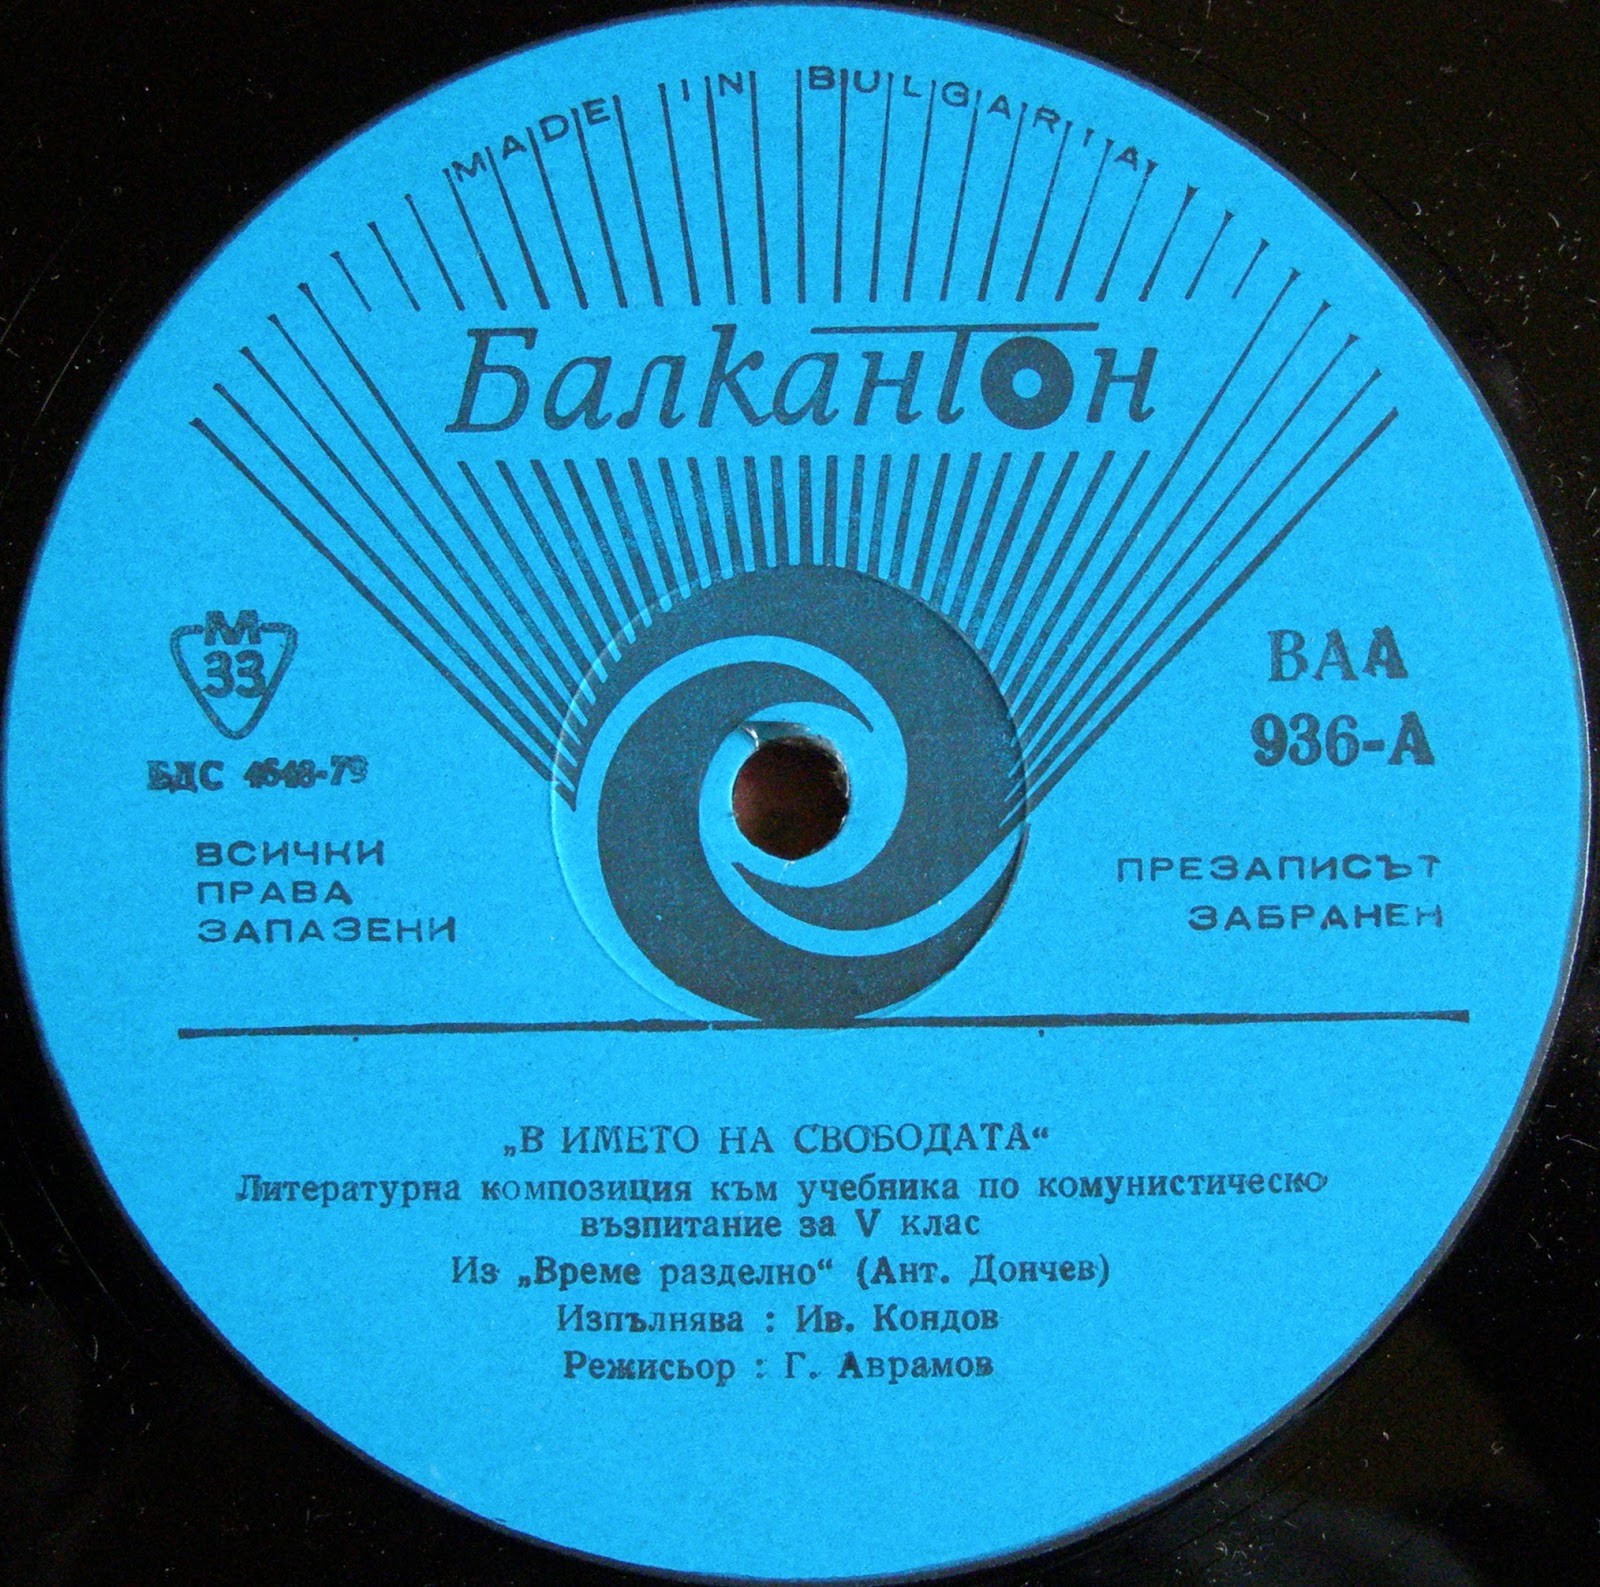 MADE IN BULGARIA
Балкантон
М
33
БДС 4648-79
ВАА
936-А
ВСИЧКИ
ПРАВА
ЗАПАЗЕНИ
ПРЕЗАПИСЪТ
ЗАБРАНЕН
„В ИМЕТО НА СВОБОДАТА“
Литературна композиция към учебника по комунистическо
възпитание за V клас
Из „Време разделно“ (Ант. Дончев)
Изпълнява : Ив. Кондов
Режисьор : Г. Аврамов